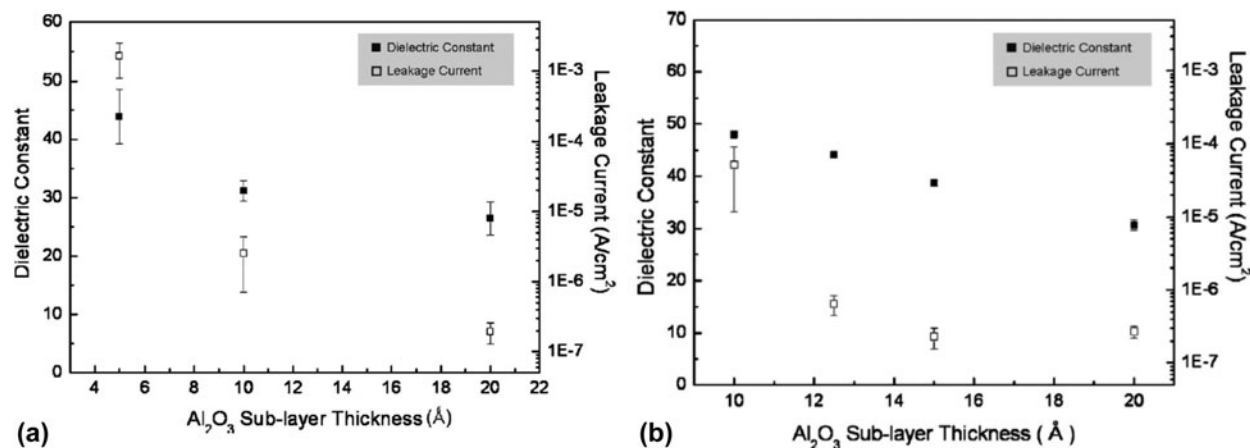 60
50
40
30
20
10
0
Dielectric Constant
Dielectric Constant
Leakage Current
1E-3
1E-4
1E-5
1E-6
1E-7
Leakage Current (A/cm²)
4 6 8 10 12 14 16 18 20 22
Al₂O₃ Sub-layer Thickness (Å)
(a)
70
60
50
40
30
20
10
0
Dielectric Constant
Dielectric Constant
Leakage Current
1E-3
1E-4
1E-5
1E-6
1E-7
Leakage Current (A/cm²)
10 12 14 16 18 20
Al₂O₃ Sub-layer Thickness ( Å )
(b)